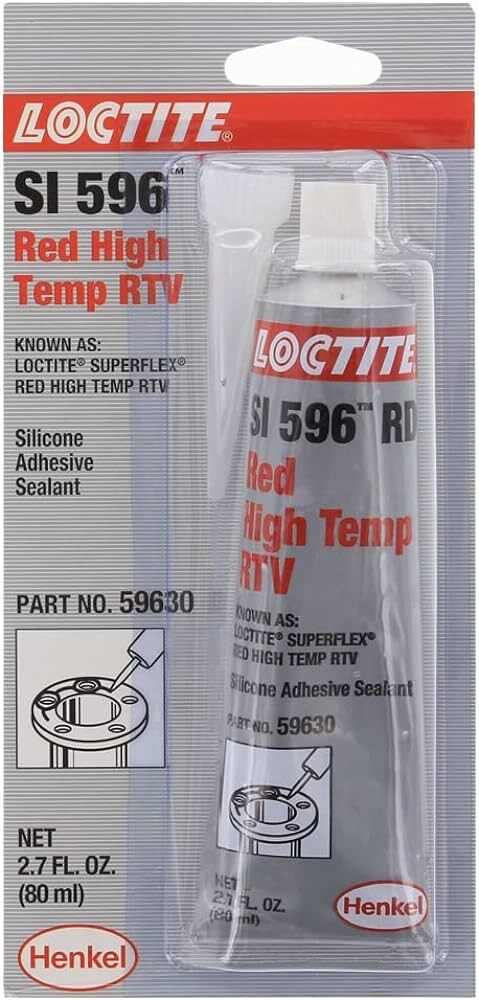 LOCTITE®
SI 596™
Red High
Temp RTV
KNOWN AS:
LOCTITE® SUPERFLEX®
RED HIGH TEMP RTV
Silicone
Adhesive
Sealant
PART NO. 59630
NET
2.7 FL. OZ.
(80 ml)
Henkel
LOCTITE
SI 596™ RD
Red
High Temp
RTV
KNOWN AS:
LOCTITE® SUPERFLEX®
RED HIGH TEMP RTV
Silicone Adhesive Sealant
PART NO. 59630
NET
2.7 FL. OZ.
(80 ml)
Henkel